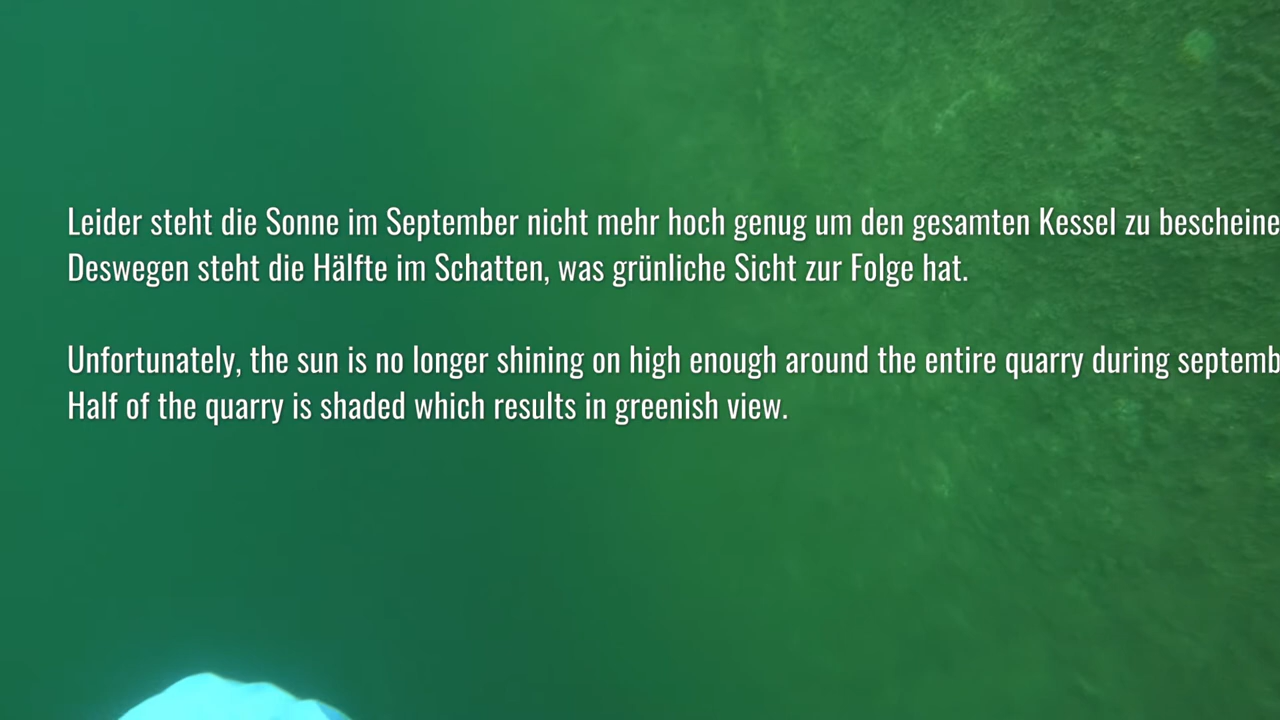 Leider steht die Sonne im September nicht mehr hoch genug um den gesamten Kessel zu bescheine
Deswegen steht die Hälfte im Schatten, was grünliche Sicht zur Folge hat.
Unfortunately, the sun is no longer shining on high enough around the entire quarry during septemb
Half of the quarry is shaded which results in greenish view.